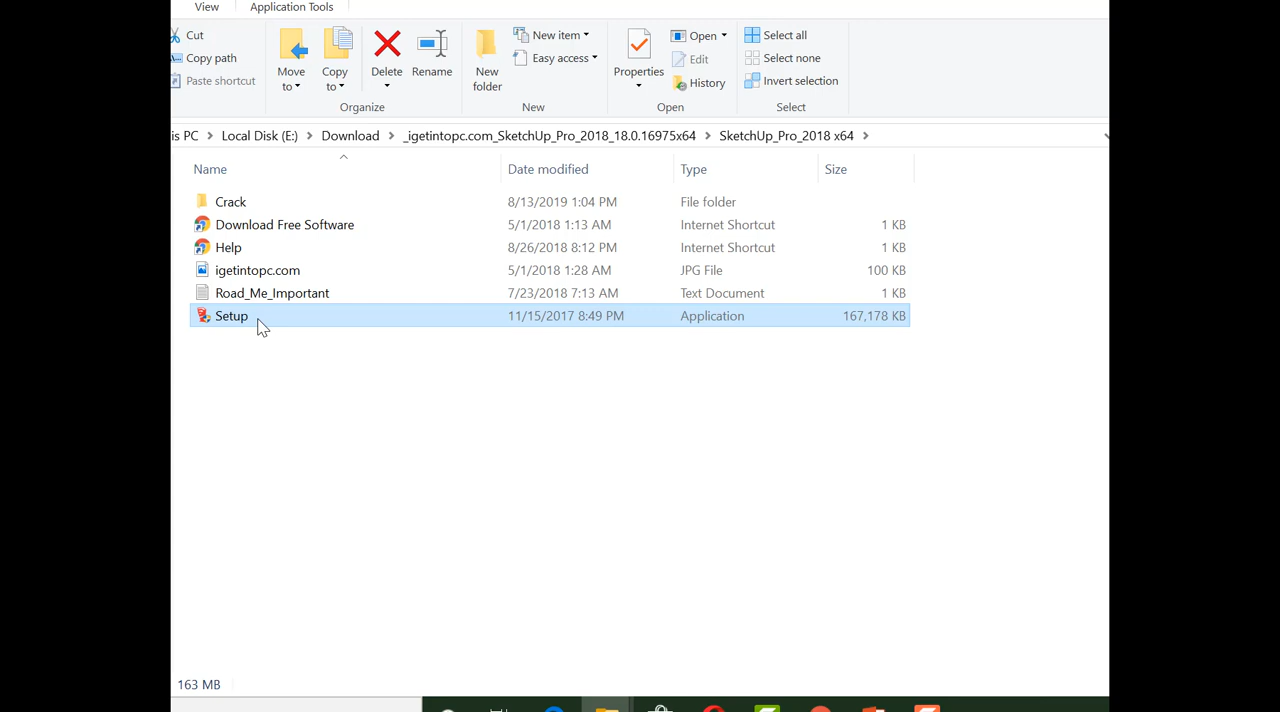 View Application Tools
Cut
Copy path
Paste shortcut
Move to
Copy to
Delete
Rename
Organize
New folder
New item
Easy access
New
Properties
Open
Edit
History
Open
Select all
Select none
Invert selection
Select
is PC > Local Disk (E:) > Download > _igetintopc.com_SketchUp_Pro_2018_18.0.16975x64 > SketchUp_Pro_2018 x64 >
Name Date modified Type Size
Crack 8/13/2019 1:04 PM File folder
Download Free Software 5/1/2018 1:13 AM Internet Shortcut 1 KB
Help 8/26/2018 8:12 PM Internet Shortcut 1 KB
igetintopc.com 5/1/2018 1:28 AM JPG File 100 KB
Road_Me_Important 7/23/2018 7:13 AM Text Document 1 KB
Setup 11/15/2017 8:49 PM Application 167,178 KB
163 MB